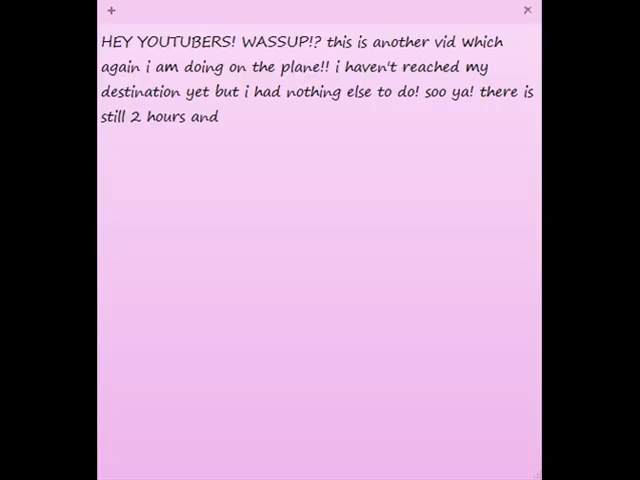 HEY YOUTUBERS! WASSUP!? this is another vid which
again i am doing on the plane!! i haven't reached my
destination yet but i had nothing else to do! soo ya! there is
still 2 hours and